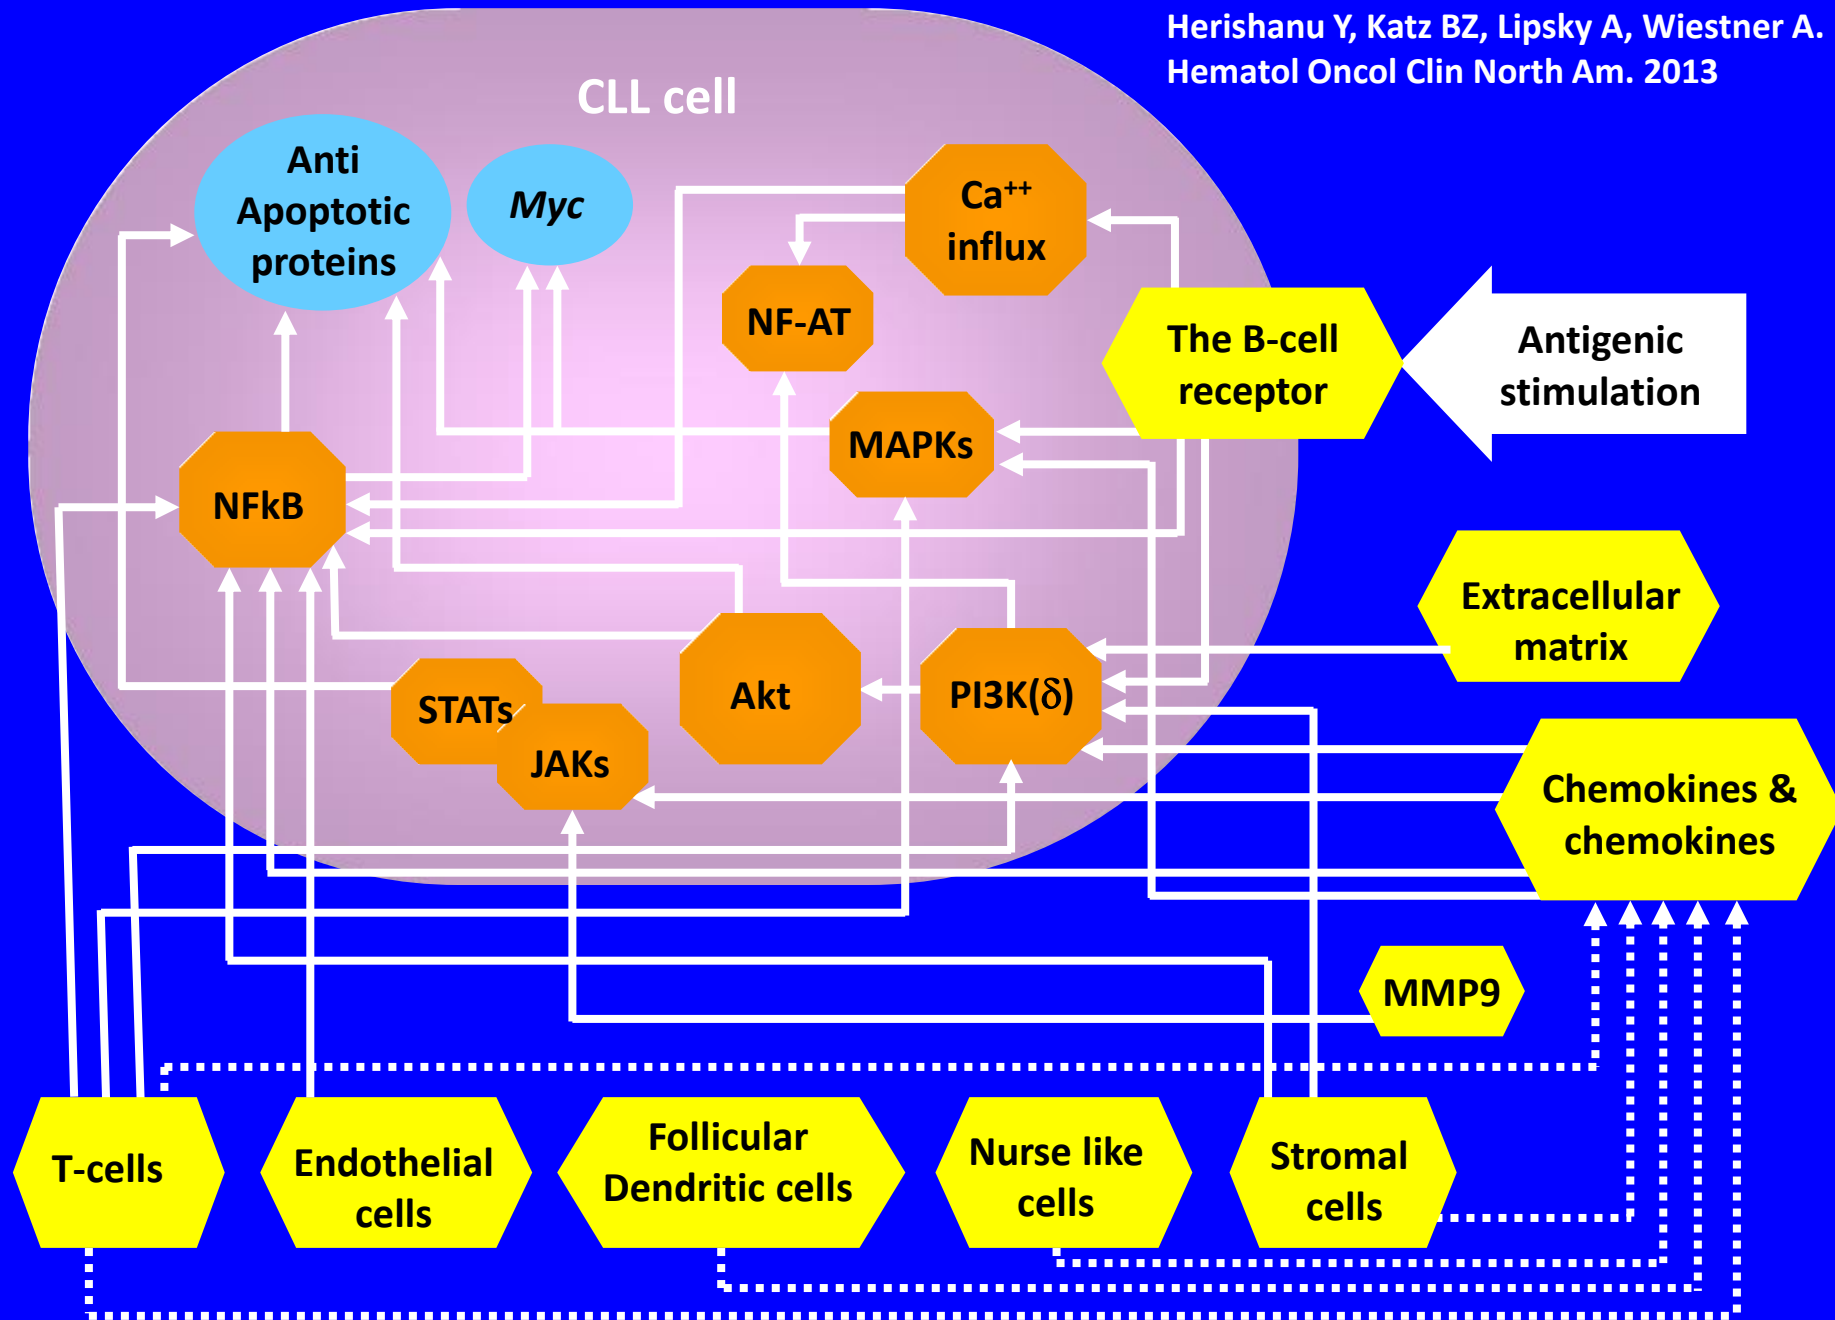 Herishanu Y, Katz BZ, Lipsky A, Wiestner A.
Hematol Oncol Clin North Am. 2013
CLL cell
Anti
Apoptotic
proteins
Myc
Ca⁺⁺
influx
NF-AT
The B-cell
receptor
Antigenic
stimulation
MAPKs
NFkB
Extracellular
matrix
STATs
JAKs
Akt
PI3K(δ)
Chemokines &
chemokines
MMP9
T-cells
Endothelial
cells
Follicular
Dendritic cells
Nurse like
cells
Stromal
cells